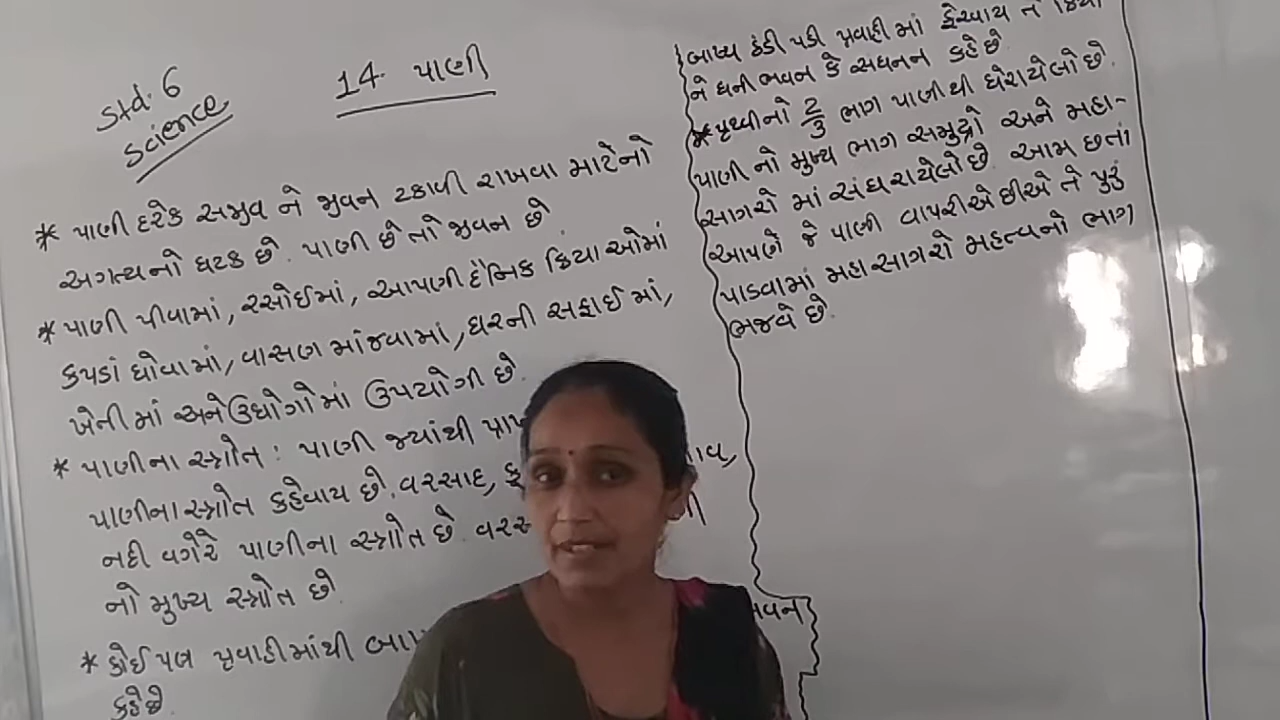 Std. 6
Science
14. પાણી
* પાણી દરેક સજીવ ને જીવન ટકાવી રાખવા માટેનો
અગત્યનો ઘટક છે. પાણી છે તો જીવન છે
* પાણી પીવામાં, રસોઈમાં, આપણી દૈનિક ક્રિયાઓમાં
કપડાં ધોવામાં, વાસણ માંજવામાં, ઘરની સફાઈ માં,
ખેતી માં અને ઉદ્યોગોમાં ઉપયોગી છે.
* પાણીના સ્ત્રોત : પાણી જ્યાંથી
પાણીના સ્ત્રોત કહેવાય છે. વરસાદ,
નદી વગેરે પાણીના સ્ત્રોત છે.
નો મુખ્ય સ્ત્રોત છે.
* કોઈ પણ પ્રવાહીમાંથી
કહે છે.
બાષ્પ ઠંડી પડી પ્રવાહી માં ફેરવાય તે
ને ઘની ભવન કે સઘનન કહે છે.
* પૃથ્વીનો 2/3 ભાગ પાણીથી ઘેરાયેલો છે.
પાણી નો મુખ્ય ભાગ સમુદ્રો અને મહા-
સાગરો માં સંઘરાયેલો છે. આમ છતાં
આપણે જે પાણી વાપરીએ છીએ તે પુરું
પાડવામાં મહાસાગરો મહત્વનો ભાગ
ભજવે છે.